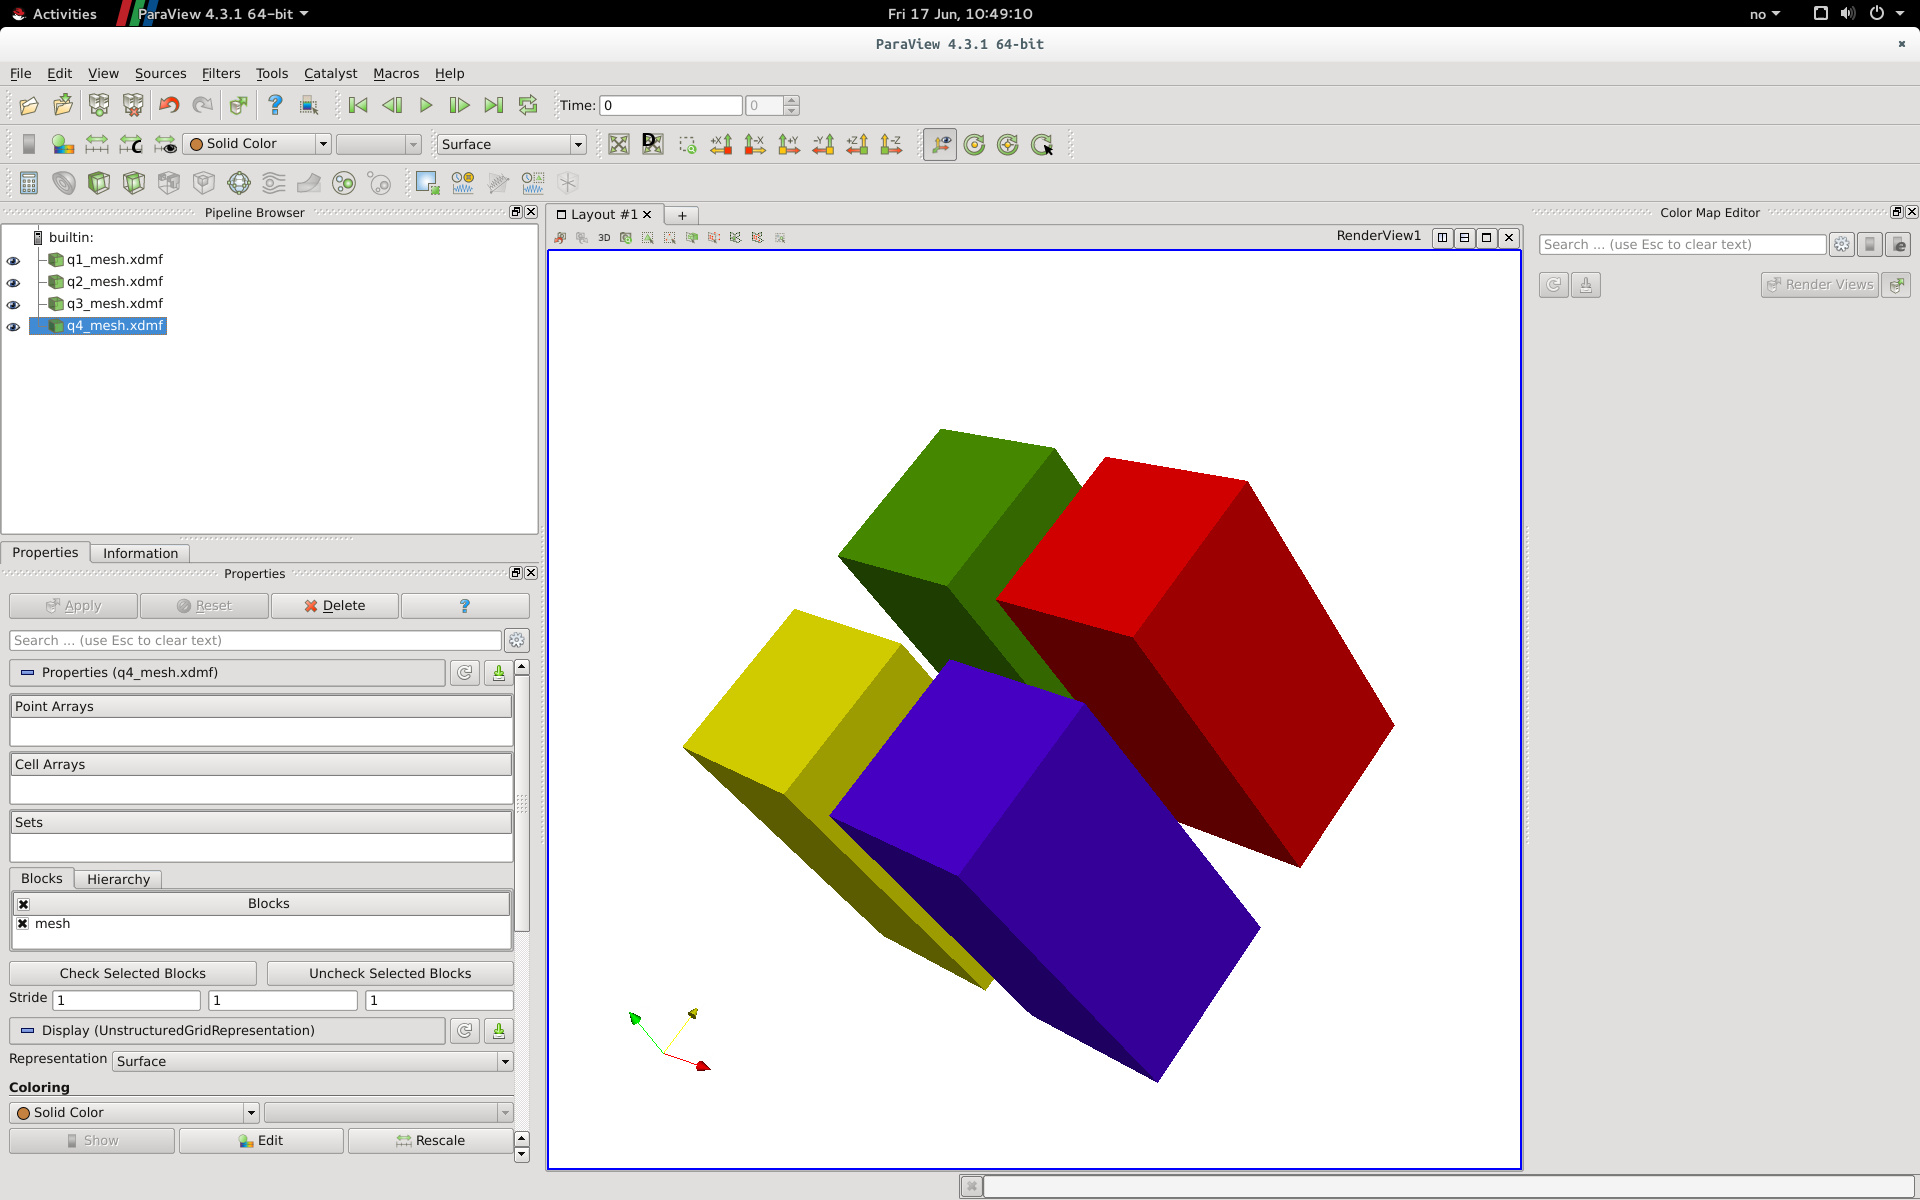 Activities ParaView 4.3.1 64-bit Fri 17 Jun, 10:49:10 no
ParaView 4.3.1 64-bit
File Edit View Sources Filters Tools Catalyst Macros Help
Time: 0 0
Solid Color Surface D +X -X +Y -Y +Z -Z
Pipeline Browser
builtin:
q1_mesh.xdmf
q2_mesh.xdmf
q3_mesh.xdmf
q4_mesh.xdmf
Properties Information
Properties
Apply Reset Delete ?
Search ... (use Esc to clear text)
Properties (q4_mesh.xdmf)
Point Arrays
Cell Arrays
Sets
Blocks Hierarchy
Blocks
mesh
Check Selected Blocks Uncheck Selected Blocks
Stride 1 1 1
Display (UnstructuredGridRepresentation)
Representation Surface
Coloring
Solid Color
Show Edit Rescale
Layout #1 +
3D RenderView1
Color Map Editor
Search ... (use Esc to clear text) e
Render Views